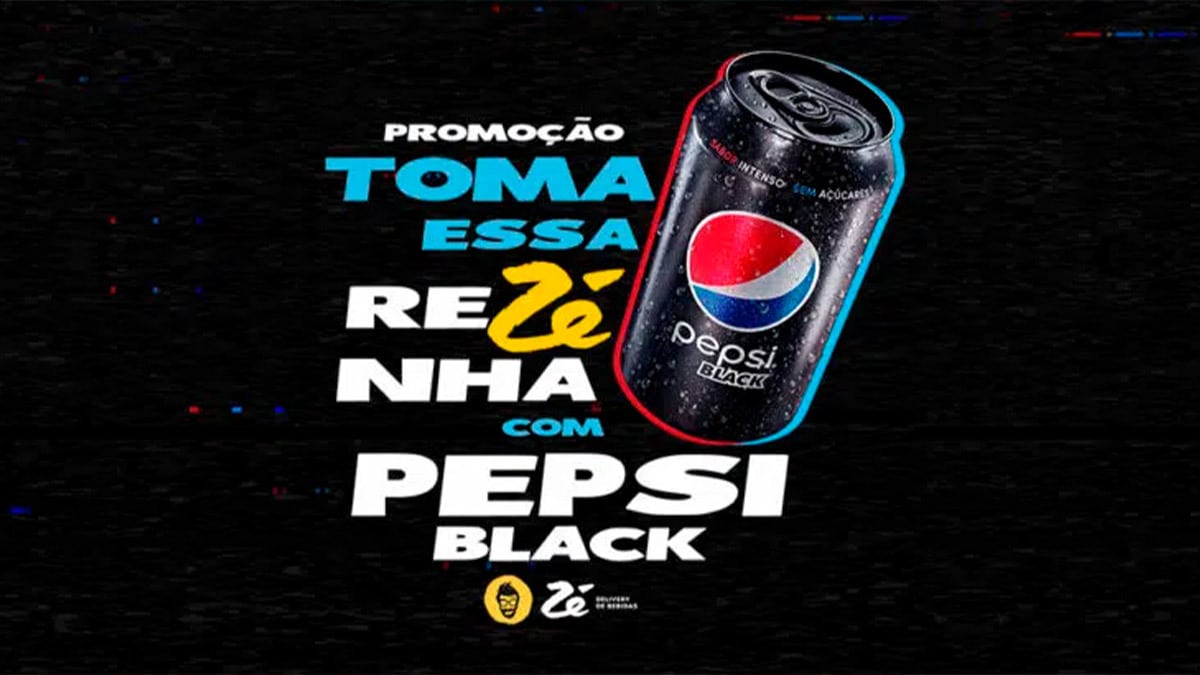 PROMOÇÃO
TOMA
ESSA
REZé
NHA
COM
PEPSI
BLACK
Zé DELIVERY
DE BEBIDAS
SABOR INTENSO SEM AÇÚCARES
pepsi
BLACK